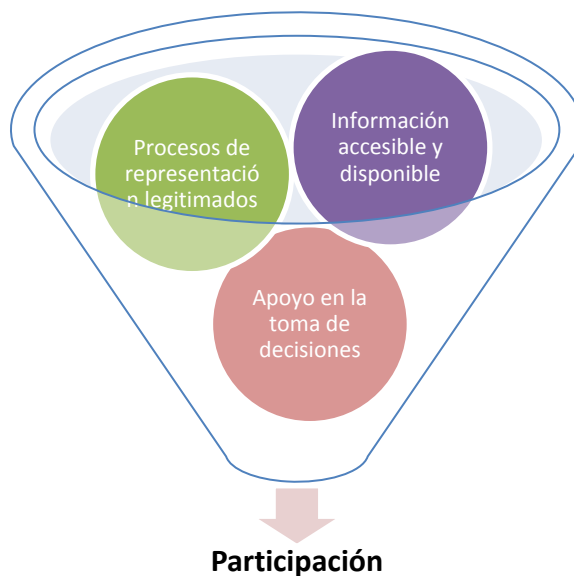 Procesos de
representació
n legitimados
Información
accesible y
disponible
Apoyo en la
toma de
decisiones
Participación